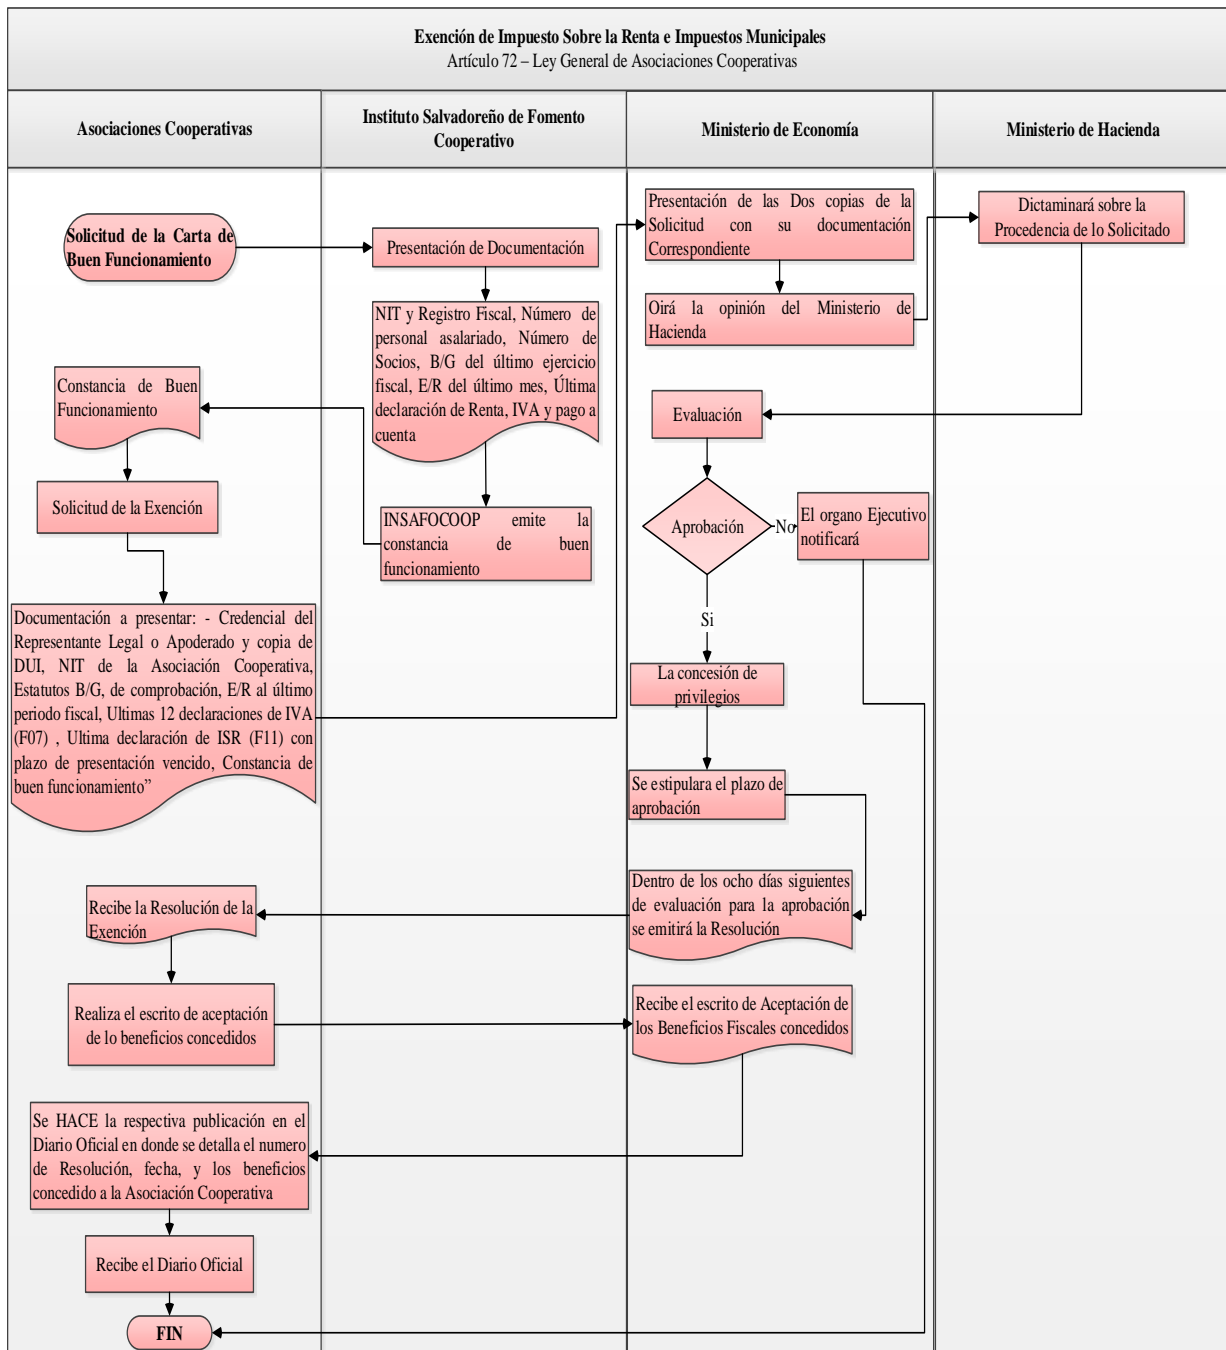 Exención de Impuesto Sobre la Renta e Impuestos Municipales
Artículo 72 – Ley General de Asociaciones Cooperativas
Asociaciones Cooperativas
Instituto Salvadoreño de Fomento
Cooperativo
Ministerio de Economía
Ministerio de Hacienda
Solicitud de la Carta de
Buen Funcionamiento
Presentación de Documentación
NIT y Registro Fiscal, Número de
personal asalariado, Número de
Socios, B/G del último ejercicio
fiscal, E/R del último mes, Última
declaración de Renta, IVA y pago a
cuenta
INSAFOCOOP emite la
constancia de buen
funcionamiento
Constancia de Buen
Funcionamiento
Solicitud de la Exención
Documentación a presentar: - Credencial del
Representante Legal o Apoderado y copia de
DUI, NIT de la Asociación Cooperativa,
Estatutos B/G, de comprobación, E/R al último
periodo fiscal, Ultimas 12 declaraciones de IVA
(F07) , Ultima declaración de ISR (F11) con
plazo de presentación vencido, Constancia de
buen funcionamiento”
Presentación de las Dos copias de la
Solicitud con su documentación
Correspondiente
Oirá la opinión del Ministerio de
Hacienda
Dictaminará sobre la
Procedencia de lo Solicitado
Evaluación
Aprobación
No
El organo Ejecutivo
notificará
Si
La concesión de
privilegios
Se estipulara el plazo de
aprobación
Dentro de los ocho días siguientes
de evaluación para la aprobación
se emitirá la Resolución
Recibe la Resolución de la
Exención
Realiza el escrito de aceptación
de lo beneficios concedidos
Recibe el escrito de Aceptación de
los Beneficios Fiscales concedidos
Se HACE la respectiva publicación en el
Diario Oficial en donde se detalla el numero
de Resolución, fecha, y los beneficios
concedido a la Asociación Cooperativa
Recibe el Diario Oficial
FIN